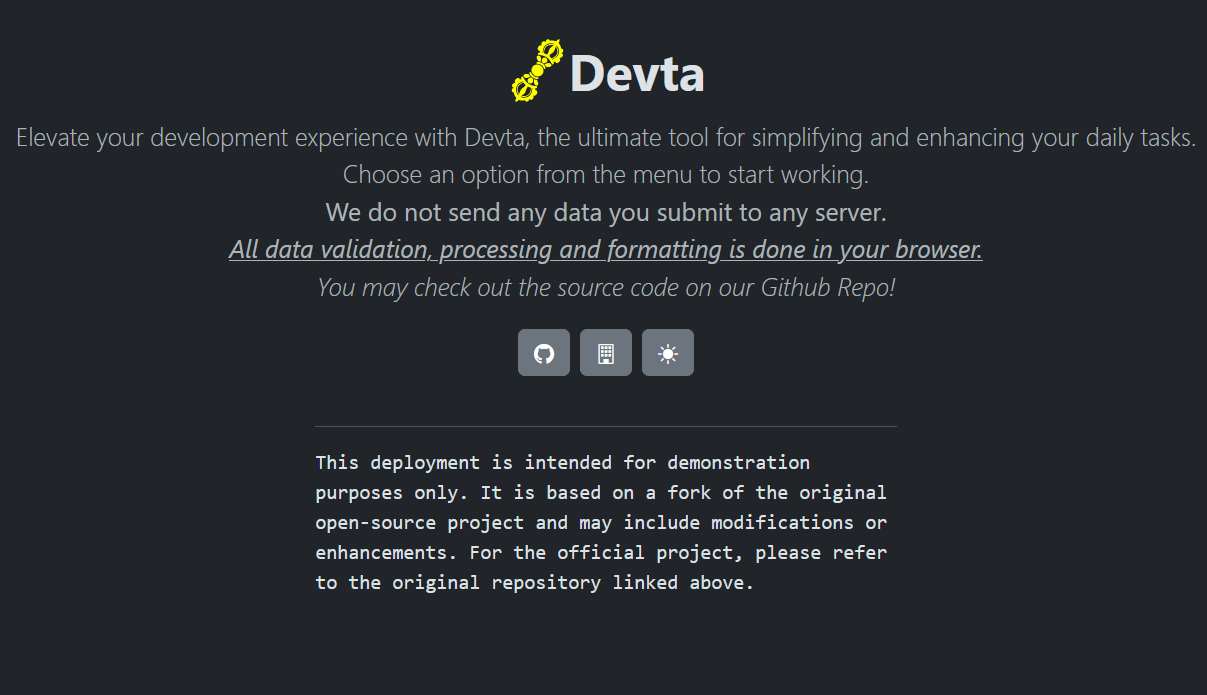 Devta
Elevate your development experience with Devta, the ultimate tool for simplifying and enhancing your daily tasks.
Choose an option from the menu to start working.
We do not send any data you submit to any server.
All data validation, processing and formatting is done in your browser.
You may check out the source code on our Github Repo!
This deployment is intended for demonstration
purposes only. It is based on a fork of the original
open-source project and may include modifications or
enhancements. For the official project, please refer
to the original repository linked above.